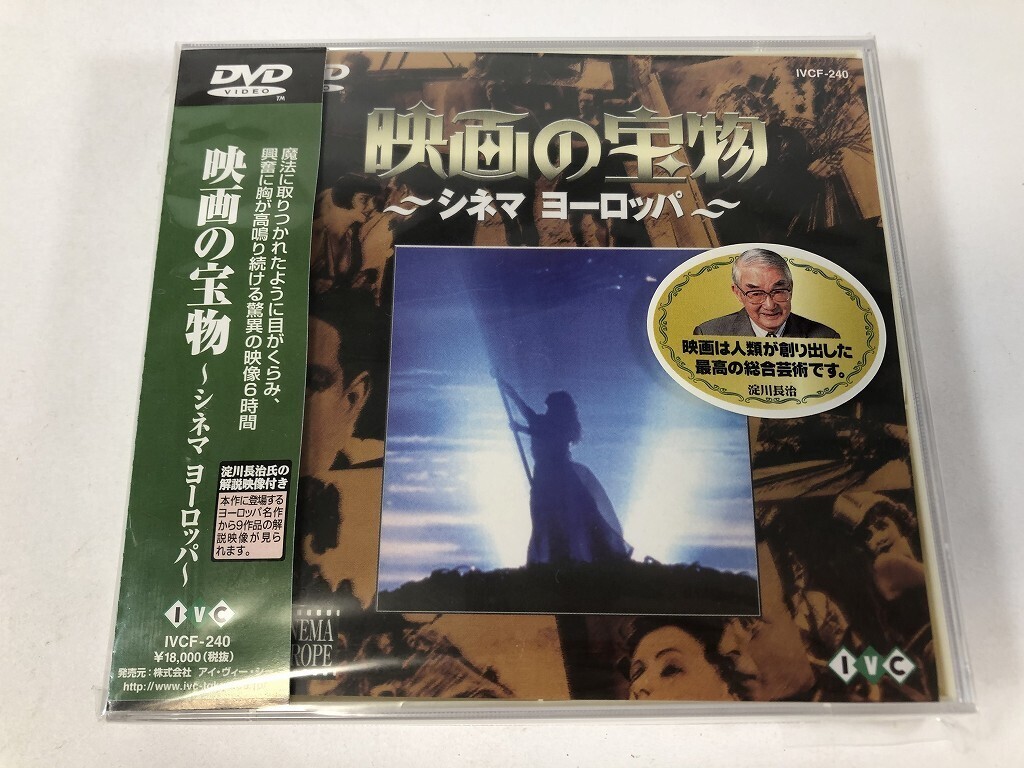 DVD
VIDEO
TM
魔法に取りつかれたように目がくらみ、
興奮に胸が高鳴り続ける驚異の映像6時間
映画の宝物
~シネマ ヨーロッパ~
淀川長治氏の
解説映像付き
本作に登場する
ヨーロッパ名作
から9作品の解
説映像が見ら
れます。
IVC
IVCF-240
¥18,000(税抜)
発売元:株式会社 アイ・ヴィー・シ
http://www.ivc-
IVCF-240
映画の宝物
~シネマ ヨーロッパ~
映画は人類が創り出した
最高の総合芸術です。
淀川長治
NEMA
ROPE
IVC